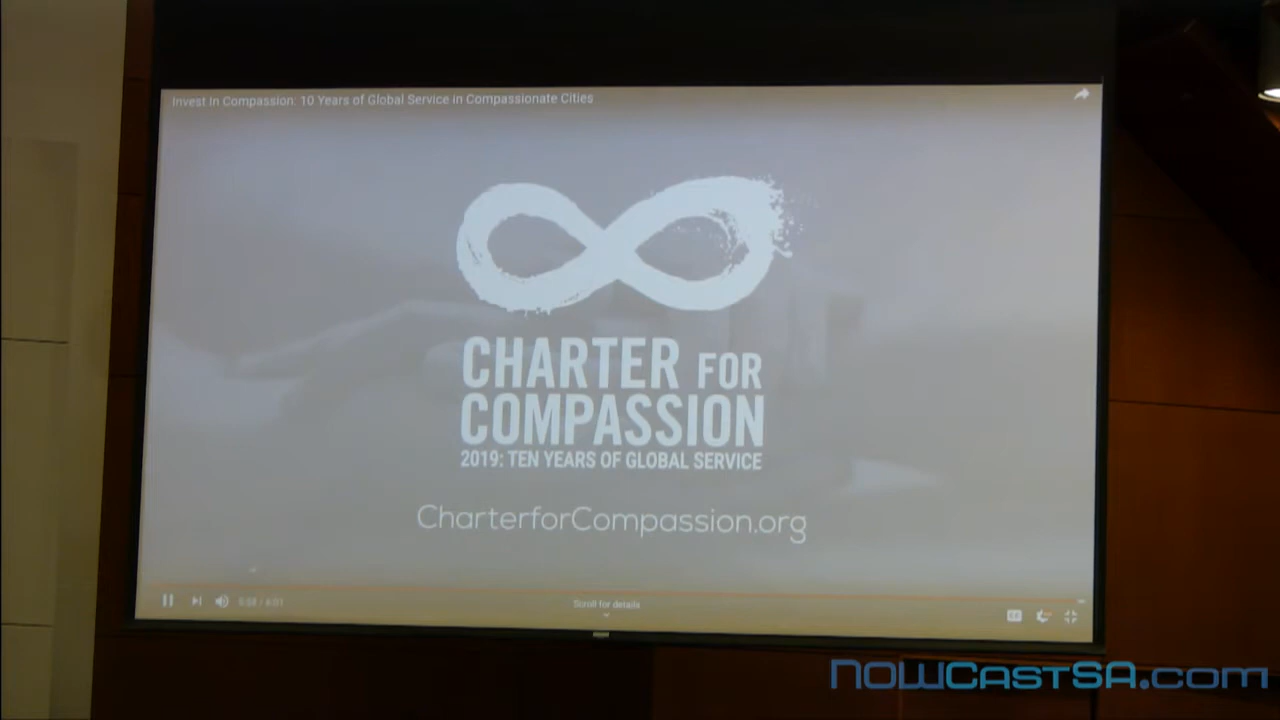 Invest in Compassion: 10 Years of Global Service in Compassionate Cities
CHARTER FOR
COMPASSION
2019: TEN YEARS OF GLOBAL SERVICE
CharterforCompassion.org
Scroll for details
NOWCastSA.com